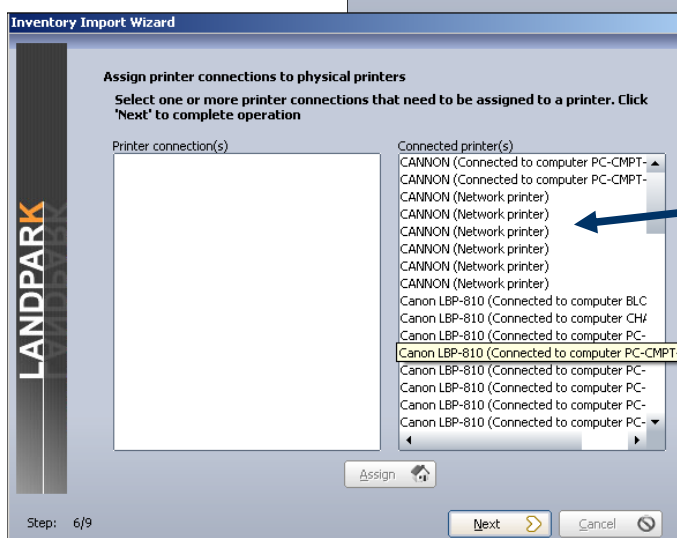 Inventory Import Wizard
Assign printer connections to physical printers
Select one or more printer connections that need to be assigned to a printer. Click
'Next' to complete operation
Printer connection(s)
Connected printer(s)
CANNON (Connected to computer PC-CMPT-
CANNON (Connected to computer PC-CMPT-
CANNON (Network printer)
CANNON (Network printer)
CANNON (Network printer)
CANNON (Network printer)
CANNON (Network printer)
CANNON (Network printer)
Canon LBP-810 (Connected to computer BLC
Canon LBP-810 (Connected to computer CHA
Canon LBP-810 (Connected to computer PC-
Canon LBP-810 (Connected to computer PC-CMPT-
Canon LBP-810 (Connected to computer PC-
Canon LBP-810 (Connected to computer PC-
Canon LBP-810 (Connected to computer PC-
Canon LBP-810 (Connected to computer PC-
LANDPARK
Assign
Step: 6/9
Next
Cancel